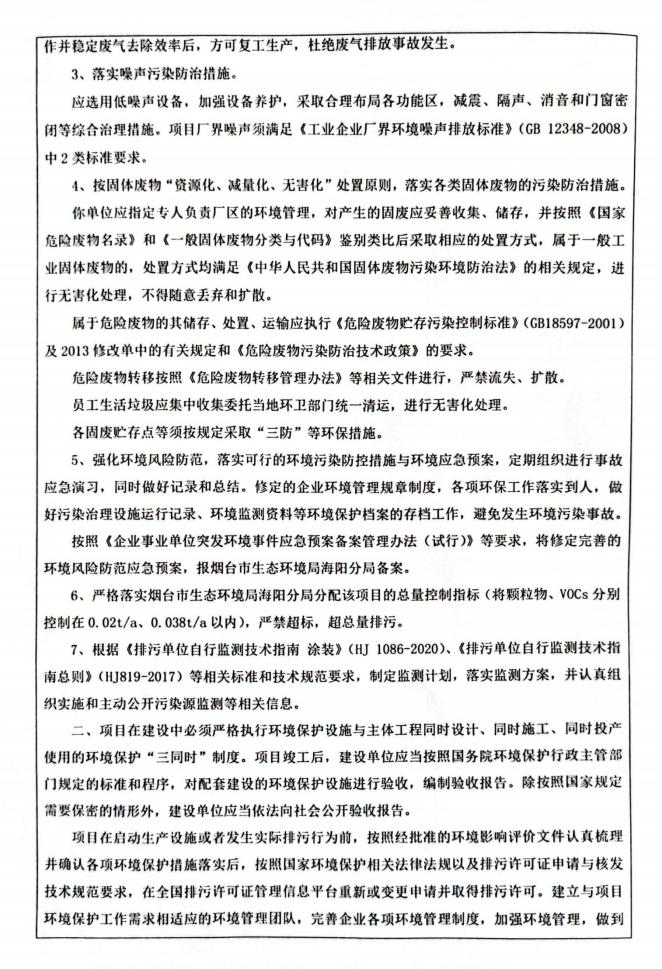 作并稳定废气去除效率后，方可复工生产，杜绝废气排放事故发生。
3、落实噪声污染防治措施。
应选用低噪声设备，加强设备养护，采取合理布局各功能区，减震、隔声、消音和门窗密
闭等综合治理措施。项目厂界噪声须满足《工业企业厂界环境噪声排放标准》（GB 12348-2008）
中2类标准要求。
4、按固体废物“资源化、减量化、无害化”处置原则，落实各类固体废物的污染防治措施。
你单位应指定专人负责厂区的环境管理，对产生的固废应妥善收集、储存，并按照《国家
危险废物名录》和《一般固体废物分类与代码》鉴别类比后采取相应的处置方式，属于一般工
业固体废物的，处置方式均满足《中华人民共和国固体废物污染环境防治法》的相关规定，进
行无害化处理，不得随意丢弃和扩散。
属于危险废物的其储存、处置、运输应执行《危险废物贮存污染控制标准》（GB18597-2001）
及2013修改单中的有关规定和《危险废物污染防治技术政策》的要求。
危险废物转移按照《危险废物转移管理办法》等相关文件进行，严禁流失、扩散。
员工生活垃圾应集中收集委托当地环卫部门统一清运，进行无害化处理。
各固废贮存点等须按规定采取“三防”等环保措施。
5、强化环境风险防范，落实可行的环境污染防控措施与环境应急预案，定期组织进行事故
应急演习，同时做好记录和总结。修定的企业环境管理规章制度，各项环保工作落实到人，做
好污染治理设施运行记录、环境监测资料等环境保护档案的存档工作，避免发生环境污染事故。
按照《企业事业单位突发环境事件应急预案备案管理办法（试行）》等要求，将修定完善的
环境风险防范应急预案，报烟台市生态环境局海阳分局备案。
6、严格落实烟台市生态环境局海阳分局分配该项目的总量控制指标（将颗粒物、VOCs分别
控制在0.02t/a、0.038t/a以内），严禁超标，超总量排污。
7、根据《排污单位自行监测技术指南 涂装》（HJ 1086-2020）、《排污单位自行监测技术指
南总则》（HJ819-2017）等相关标准和技术规范要求，制定监测计划，落实监测方案，并认真组
织实施和主动公开污染源监测等相关信息。
二、项目在建设中必须严格执行环境保护设施与主体工程同时设计、同时施工、同时投产
使用的环境保护“三同时”制度。项目竣工后，建设单位应当按照国务院环境保护行政主管部
门规定的标准和程序，对配套建设的环境保护设施进行验收，编制验收报告。除按照国家规定
需要保密的情形外，建设单位应当依法向社会公开验收报告。
项目在启动生产设施或者发生实际排污行为前，按照经批准的环境影响评价文件认真梳理
并确认各项环境保护措施落实后，按照国家环境保护相关法律法规以及排污许可证申请与核发
技术规范要求，在全国排污许可证管理信息平台重新或变更申请并取得排污许可。建立与项目
环境保护工作需求相适应的环境管理团队，完善企业各项环境管理制度，加强环境管理，做到